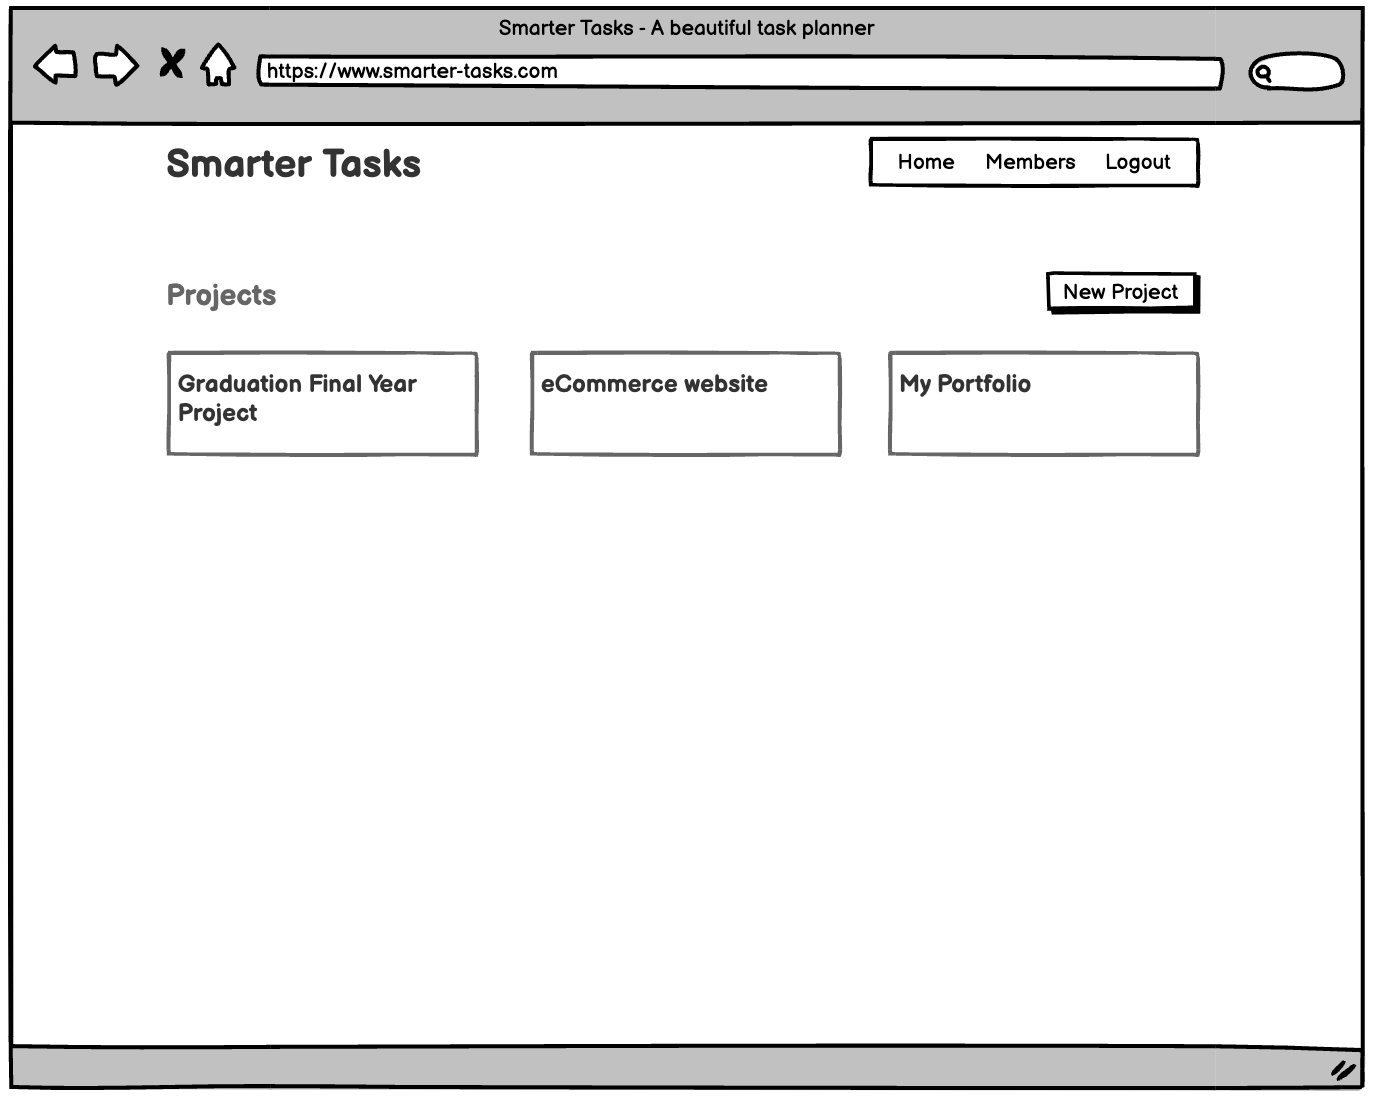 Smarter Tasks - A beautiful task planner
https://www.smarter-tasks.com
Smarter Tasks
Home Members Logout
Projects
New Project
Graduation Final Year
Project
eCommerce website
My Portfolio